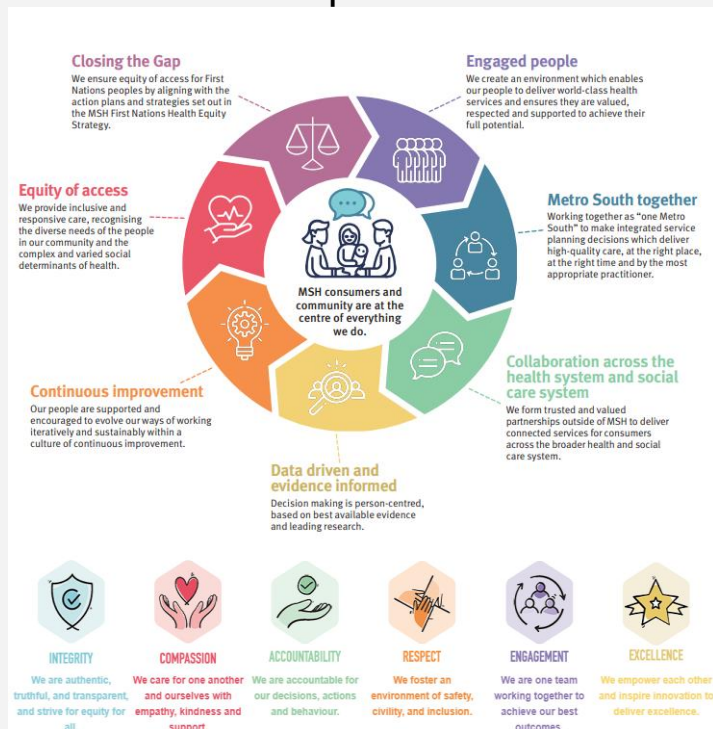 Closing the Gap
We ensure equity of access for First
Nations peoples by aligning with the
action plans and strategies set out in
the MSH First Nations Health Equity
Strategy.
Engaged people
We create an environment which enables
our people to deliver world-class health
services and ensures they are valued,
respected and supported to achieve their
full potential.
Equity of access
We provide inclusive and
responsive care, recognising
the diverse needs of the people
in our community and the
complex and varied social
determinants of health.
Metro South together
Working together as “one Metro
South” to make integrated service
planning decisions which deliver
high-quality care, at the right place,
at the right time and by the most
appropriate practitioner.
MSH consumers and
community are at the
centre of everything
we do.
Continuous improvement
Our people are supported and
encouraged to evolve our ways of working
iteratively and sustainably within a
culture of continuous improvement.
Collaboration across the
health system and social
care system
We form trusted and valued
partnerships outside of MSH to deliver
connected services for consumers
across the broader health and social
care system.
Data driven and
evidence informed
Decision making is person-centred,
based on best available evidence
and leading research.
INTEGRITY
We are authentic,
truthful, and transparent,
and strive for equity for
all
COMPASSION
We care for one another
and ourselves with
empathy, kindness and
support
ACCOUNTABILITY
We are accountable for
our decisions, actions
and behaviour.
RESPECT
We foster an
environment of safety,
civility, and inclusion.
ENGAGEMENT
We are one team
working together to
achieve our best
outcomes
EXCELLENCE
We empower each other
and inspire innovation to
deliver excellence.